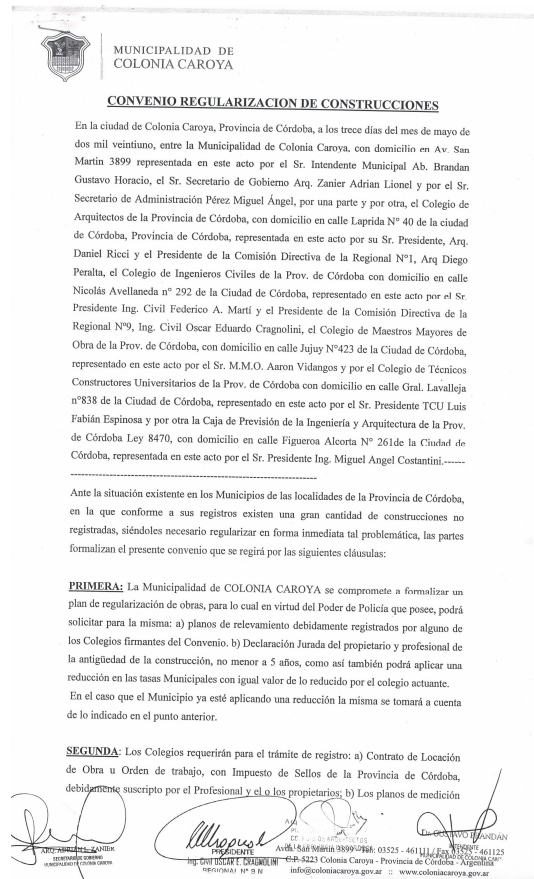 MUNICIPALIDAD DE
COLONIA CAROYA
CONVENIO REGULARIZACION DE CONSTRUCCIONES
En la ciudad de Colonia Caroya, Provincia de Córdoba, a los trece días del mes de mayo de
dos mil veintiuno, entre la Municipalidad de Colonia Caroya, con domicilio en Av. San
Martin 3899 representada en este acto por el Sr. Intendente Municipal Ab. Brandan
Gustavo Horacio, el Sr. Secretario de Gobierno Arq. Zanier Adrian Lionel y por el Sr.
Secretario de Administración Pérez Miguel Ángel, por una parte y por otra, el Colegio de
Arquitectos de la Provincia de Córdoba, con domicilio en calle Laprida N° 40 de la ciudad
de Córdoba, Provincia de Córdoba, representada en este acto por su Sr. Presidente, Arq.
Daniel Ricci y el Presidente de la Comisión Directiva de la Regional N°1, Arq Diego
Peralta, el Colegio de Ingenieros Civiles de la Prov. de Córdoba con domicilio en calle
Nicolás Avellaneda n° 292 de la Ciudad de Córdoba, representado en este acto por el Sr.
Presidente Ing. Civil Federico A. Martí y el Presidente de la Comisión Directiva de la
Regional Nº9, Ing. Civil Oscar Eduardo Cragnolini, el Colegio de Maestros Mayores de
Obra de la Prov. de Córdoba, con domicilio en calle Jujuy N°423 de la Ciudad de Córdoba,
representado en este acto por el Sr. M.M.O. Aaron Vidangos y por el Colegio de Técnicos
Constructores Universitarios de la Prov. de Córdoba con domicilio en calle Gral. Lavalleja
n°838 de la Ciudad de Córdoba, representado en este acto por el Sr. Presidente TCU Luis
Fabián Espinosa y por otra la Caja de Previsión de la Ingeniería y Arquitectura de la Prov.
de Córdoba Ley 8470, con domicilio en calle Figueroa Alcorta N° 261de la Ciudad de
Córdoba, representada en este acto por el Sr. Presidente Ing. Miguel Angel Costantini.------
----------------------------------------------------------------
Ante la situación existente en los Municipios de las localidades de la Provincia de Córdoba,
en la que conforme a sus registros existen una gran cantidad de construcciones no
registradas, siéndoles necesario regularizar en forma inmediata tal problemática, las partes
formalizan el presente convenio que se regirá por las siguientes cláusulas:
PRIMERA: La Municipalidad de COLONIA CAROYA se compromete a formalizar un
plan de regularización de obras, para lo cual en virtud del Poder de Policía que posee, podrá
solicitar para la misma: a) planos de relevamiento debidamente registrados por alguno de
los Colegios firmantes del Convenio. b) Declaración Jurada del propietario y profesional de
la antigüedad de la construcción, no menor a 5 años, como así también podrá aplicar una
reducción en las tasas Municipales con igual valor de lo reducido por el colegio actuante.
En el caso que el Municipio ya esté aplicando una reducción la misma se tomará a cuenta
de lo indicado en el punto anterior.
SEGUNDA: Los Colegios requerirán para el trámite de registro: a) Contrato de Locación
de Obra u Orden de trabajo, con Impuesto de Sellos de la Provincia de Córdoba,
debidamente suscripto por el Profesional y el o los propietarios; b) Los planos de medición
ARQ. ADRIAN L. ZANIER
SECRETARIO DE GOBIERNO
MUNICIPALIDAD DE COLONIA CAROYA
PRESIDENTE
Ing. Civil OSCAR E. CRAGNOLINI
REGIONAL N° 9
GUSTAVO BRANDÁN
INTENDENTE
MUNICIPALIDAD DE COLONIA
Avda. San Martín 3899 - Tel: 03525 - 461111 / Fax 03525 - 461125
C.P. 5223 Colonia Caroya - Provincia de Córdoba - Argentina
info@coloniacaroya.gov.ar :: www.coloniacaroya.gov.ar